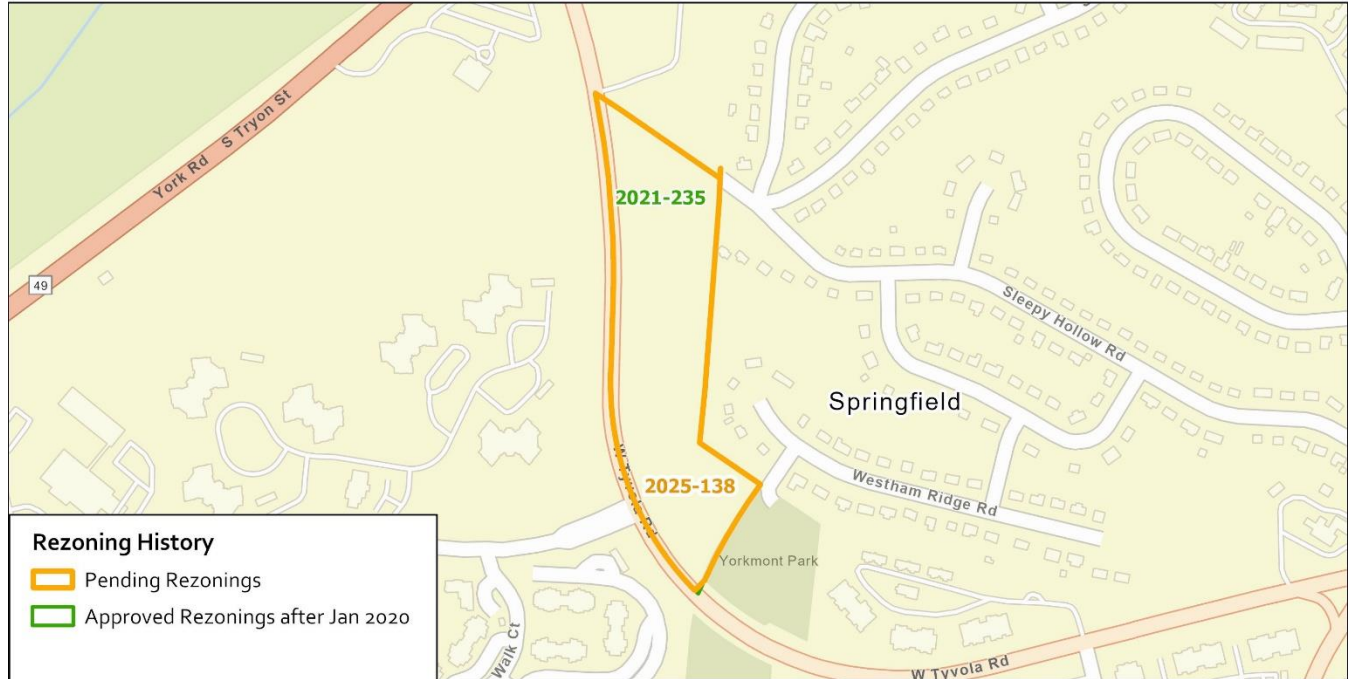 York Rd S Tryon St
49
2021-235
Sleepy Hollow Rd
Springfield
W Tyvola Rd
2025-138
Westham Ridge Rd
Yorkmont Park
Walk Ct
W Tyvola Rd
Rezoning History
Pending Rezonings
Approved Rezonings after Jan 2020